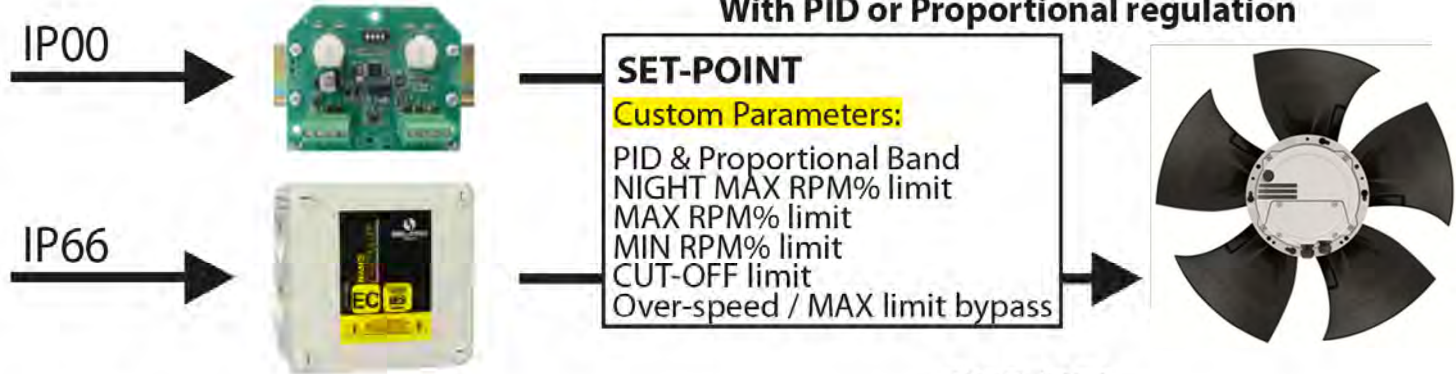 With PID or Proportional regulation
IP00
SET-POINT
Custom Parameters:
PID & Proportional Band
NIGHT MAX RPM% limit
MAX RPM% limit
MIN RPM% limit
CUT-OFF limit
Over-speed / MAX limit bypass
IP66
EC